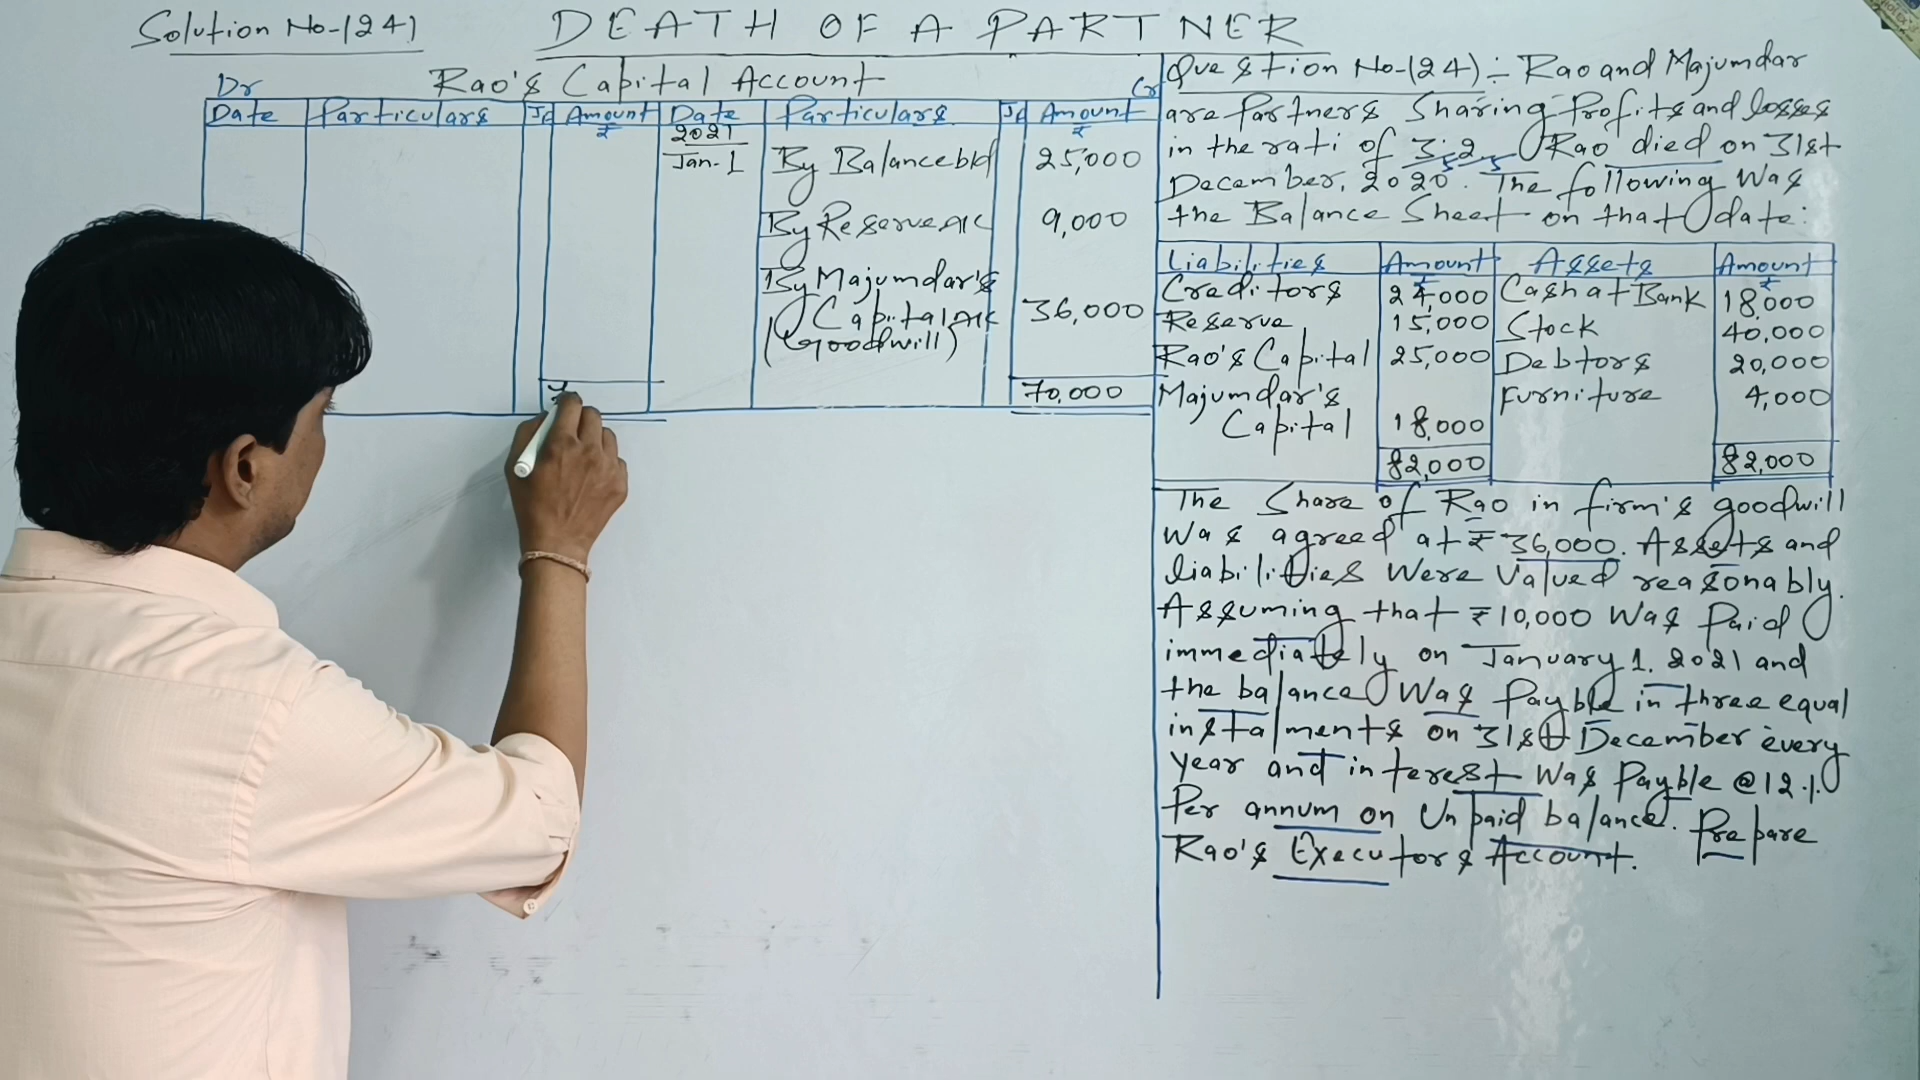 Solution No-(24)
DEATH OF A PARTNER
Dr Rao's Capital Account Cr
Date Particulars Jf Amount Date Particulars Jf Amount
₹ ₹
2021
Jan-1 By Balance b/d 25,000
By Reserve A/c 9,000
By Majumdar's
Capital A/c 36,000
(Goodwill)
70,000
Question No-(24):- Rao and Majumdar
are Partners Sharing Profits and losses
in the rati of 3:2. Rao died on 31st
December, 2020. The following Was
the Balance Sheet on that date:
Liabilities Amount Assets Amount
₹ ₹
Creditors 24,000 Cash at Bank 18,000
Reserve 15,000 Stock 40,000
Rao's Capital 25,000 Debtors 20,000
Majumdar's Furniture 4,000
Capital 18,000
82,000 82,000
The Share of Rao in firm's goodwill
Was agreed at ₹ 36,000. Assets and
liabilities Were Valued reasonably.
Assuming that ₹10,000 Was Paid
immediately on January 1. 2021 and
the balance Was Payble in three equal
instalments on 31st December every
year and interest Was Payble @12%
Per annum on Unpaid balance. Prepare
Rao's Executors Account.